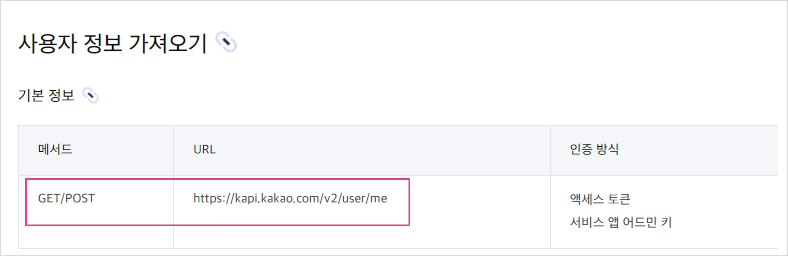 사용자 정보 가져오기
기본 정보
메서드 URL 인증 방식
GET/POST https://kapi.kakao.com/v2/user/me 액세스 토큰
서비스 앱 어드민 키